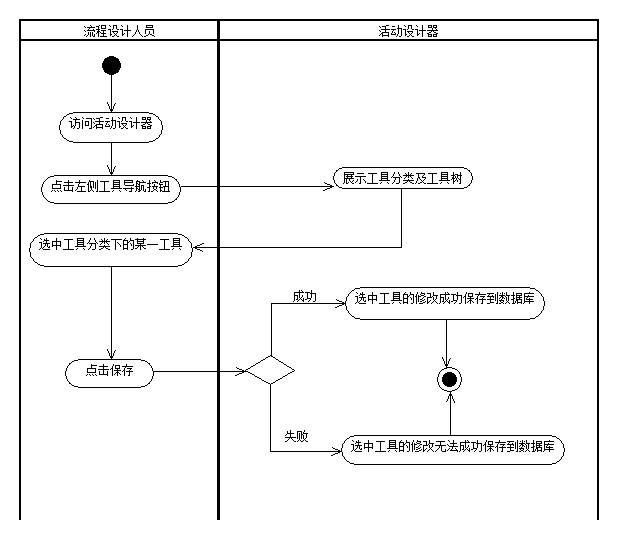 流程设计人员
活动设计器
访问活动设计器
点击左侧工具导航按钮
展示工具分类及工具树
选中工具分类下的某一工具
成功
选中工具的修改成功保存到数据库
点击保存
失败
选中工具的修改无法成功保存到数据库